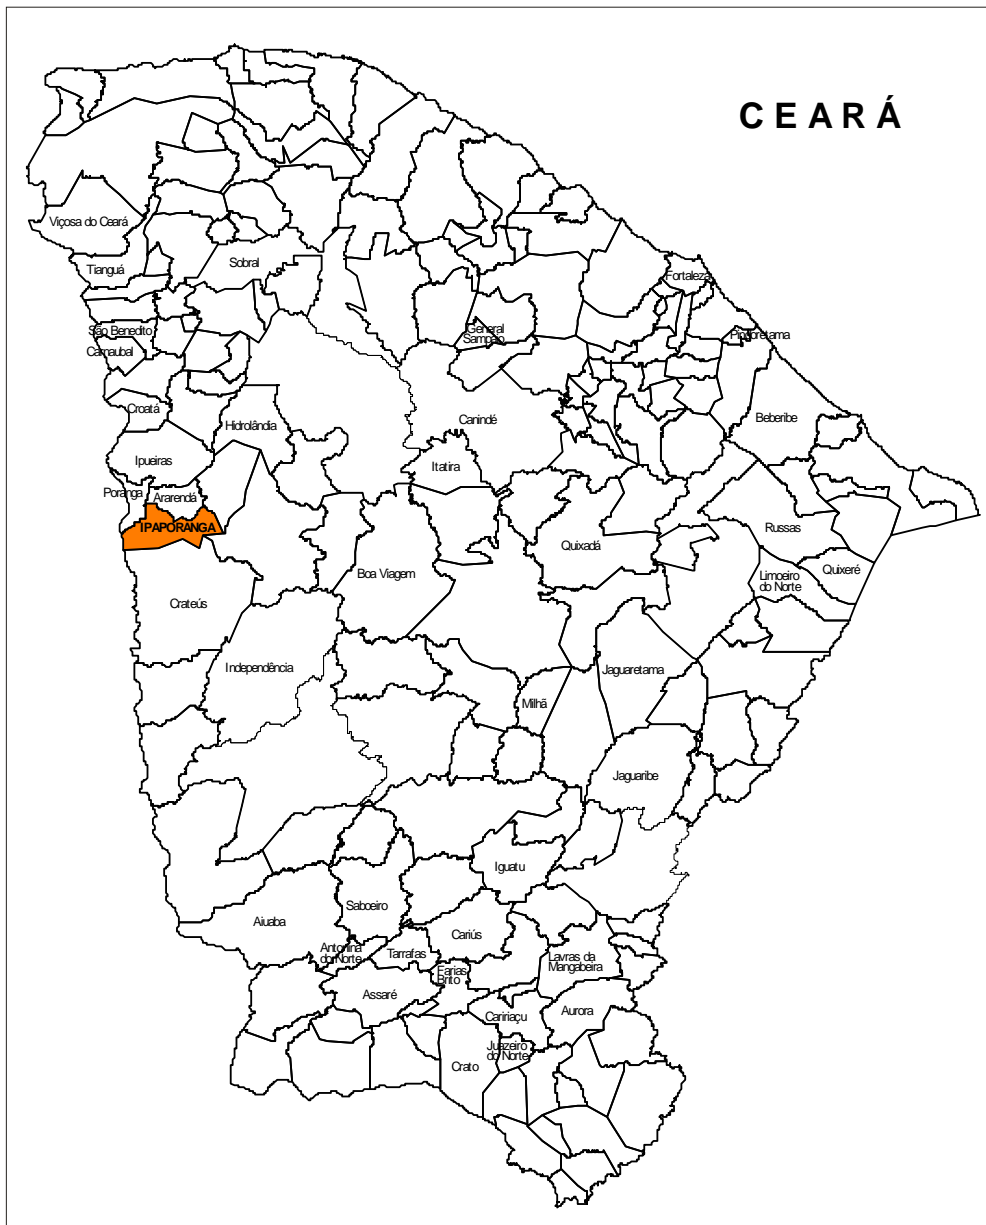 CEARÁ
Viçosa do Ceará
Tianguá
Sobral
Fortaleza
São Benedito
General
Sampaio
Pindoretama
Carnaubal
Croatá
Hidrolândia
Canindé
Beberibe
Ipueiras
Itatira
Poranga
Ararendá
IPAPORANGA
Russas
Quixadá
Boa Viagem
Quixeré
Limoeiro
do Norte
Crateús
Independência
Jaguaretama
Milhã
Jaguaribe
Iguatu
Saboeiro
Aiuaba
Cariús
Antonina
do Norte
Tarrafas
Lavras da
Mangabeira
Farias
Brito
Assaré
Caririaçu
Aurora
Juazeiro
do Norte
Crato